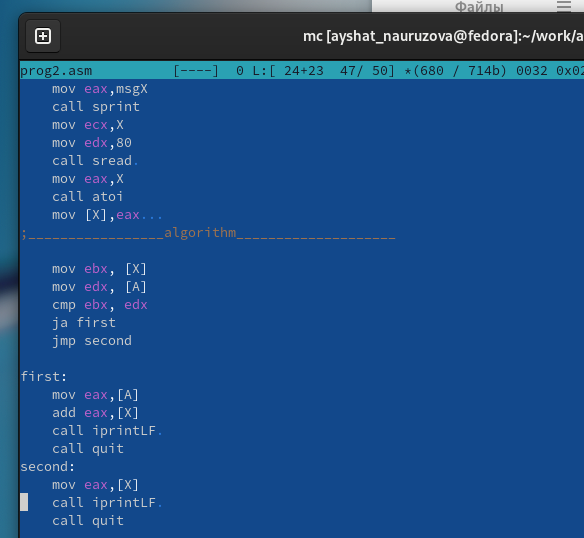 Файлы
mc [ayshat_nauruzova@fedora]:~/work/a
prog2.asm [----] 0 L:[ 24+23 47/ 50] *(680 / 714b) 0032 0x02
mov eax,msgX
call sprint
mov ecx,X
mov edx,80
call sread.
mov eax,X
call atoi
mov [X],eax...
;_________________algorithm____________________
mov ebx, [X]
mov edx, [A]
cmp ebx, edx
ja first
jmp second
first:
mov eax,[A]
add eax,[X]
call iprintLF.
call quit
second:
mov eax,[X]
call iprintLF.
call quit